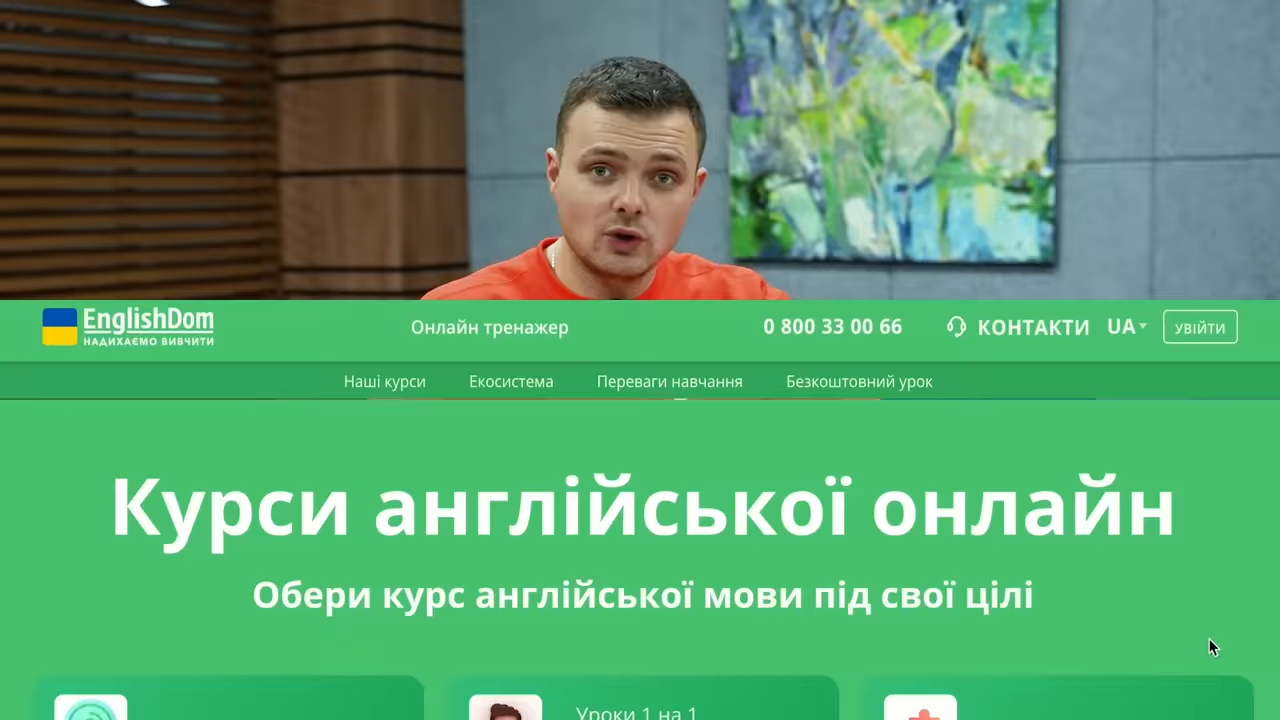 EnglishDom
НАДИХАЄМО ВИВЧИТИ
Онлайн тренажер
0 800 33 00 66
КОНТАКТИ
UA
УВІЙТИ
Наші курси
Екосистема
Переваги навчання
Безкоштовний урок
Курси англійської онлайн
Обери курс англійської мови під свої цілі
Уроки 1 на 1